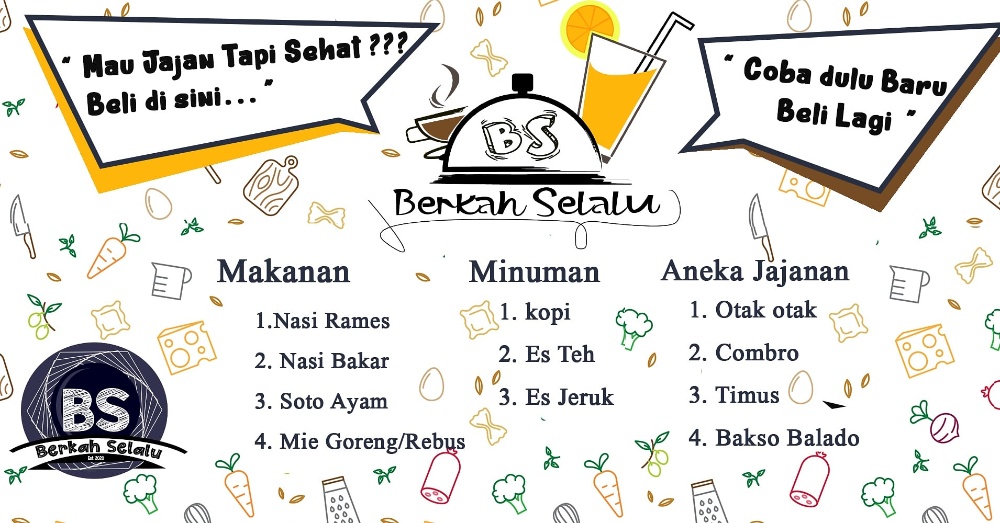 “ Mau Jajan Tapi Sehat ???
Beli di sini... ”
“ Coba dulu Baru
Beli Lagi ”
BS
Berkah Selalu
Makanan
1.Nasi Rames
2. Nasi Bakar
3. Soto Ayam
4. Mie Goreng/Rebus
Minuman
1. kopi
2. Es Teh
3. Es Jeruk
Aneka Jajanan
1. Otak otak
2. Combro
3. Timus
4. Bakso Balado
BS
Berkah Selalu
Est. 2020